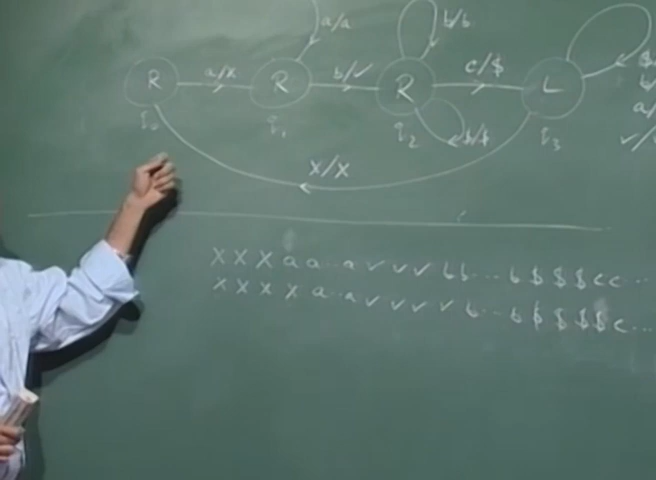 a/a b/b
R a/x R b/✓ R c/$ L
q₀ q₁ q₂ $/$ q₃
a/
✓/✓
X/X
X X X a a .. a ✓ ✓ ✓ b b ... b $ $ $ c c ...
X X X X a .. a ✓ ✓ ✓ ✓ b .. b $ $ $ $ c ...